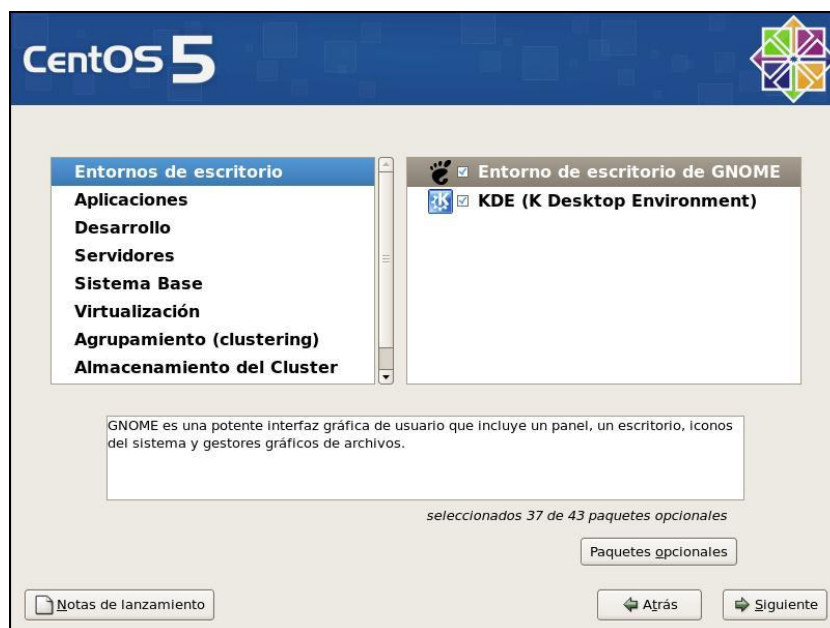 CentOS 5
Entornos de escritorio
Aplicaciones
Desarrollo
Servidores
Sistema Base
Virtualización
Agrupamiento (clustering)
Almacenamiento del Cluster
Entorno de escritorio de GNOME
KDE (K Desktop Environment)
GNOME es una potente interfaz gráfica de usuario que incluye un panel, un escritorio, iconos
del sistema y gestores gráficos de archivos.
seleccionados 37 de 43 paquetes opcionales
Paquetes opcionales
Notas de lanzamiento
Atrás
Siguiente